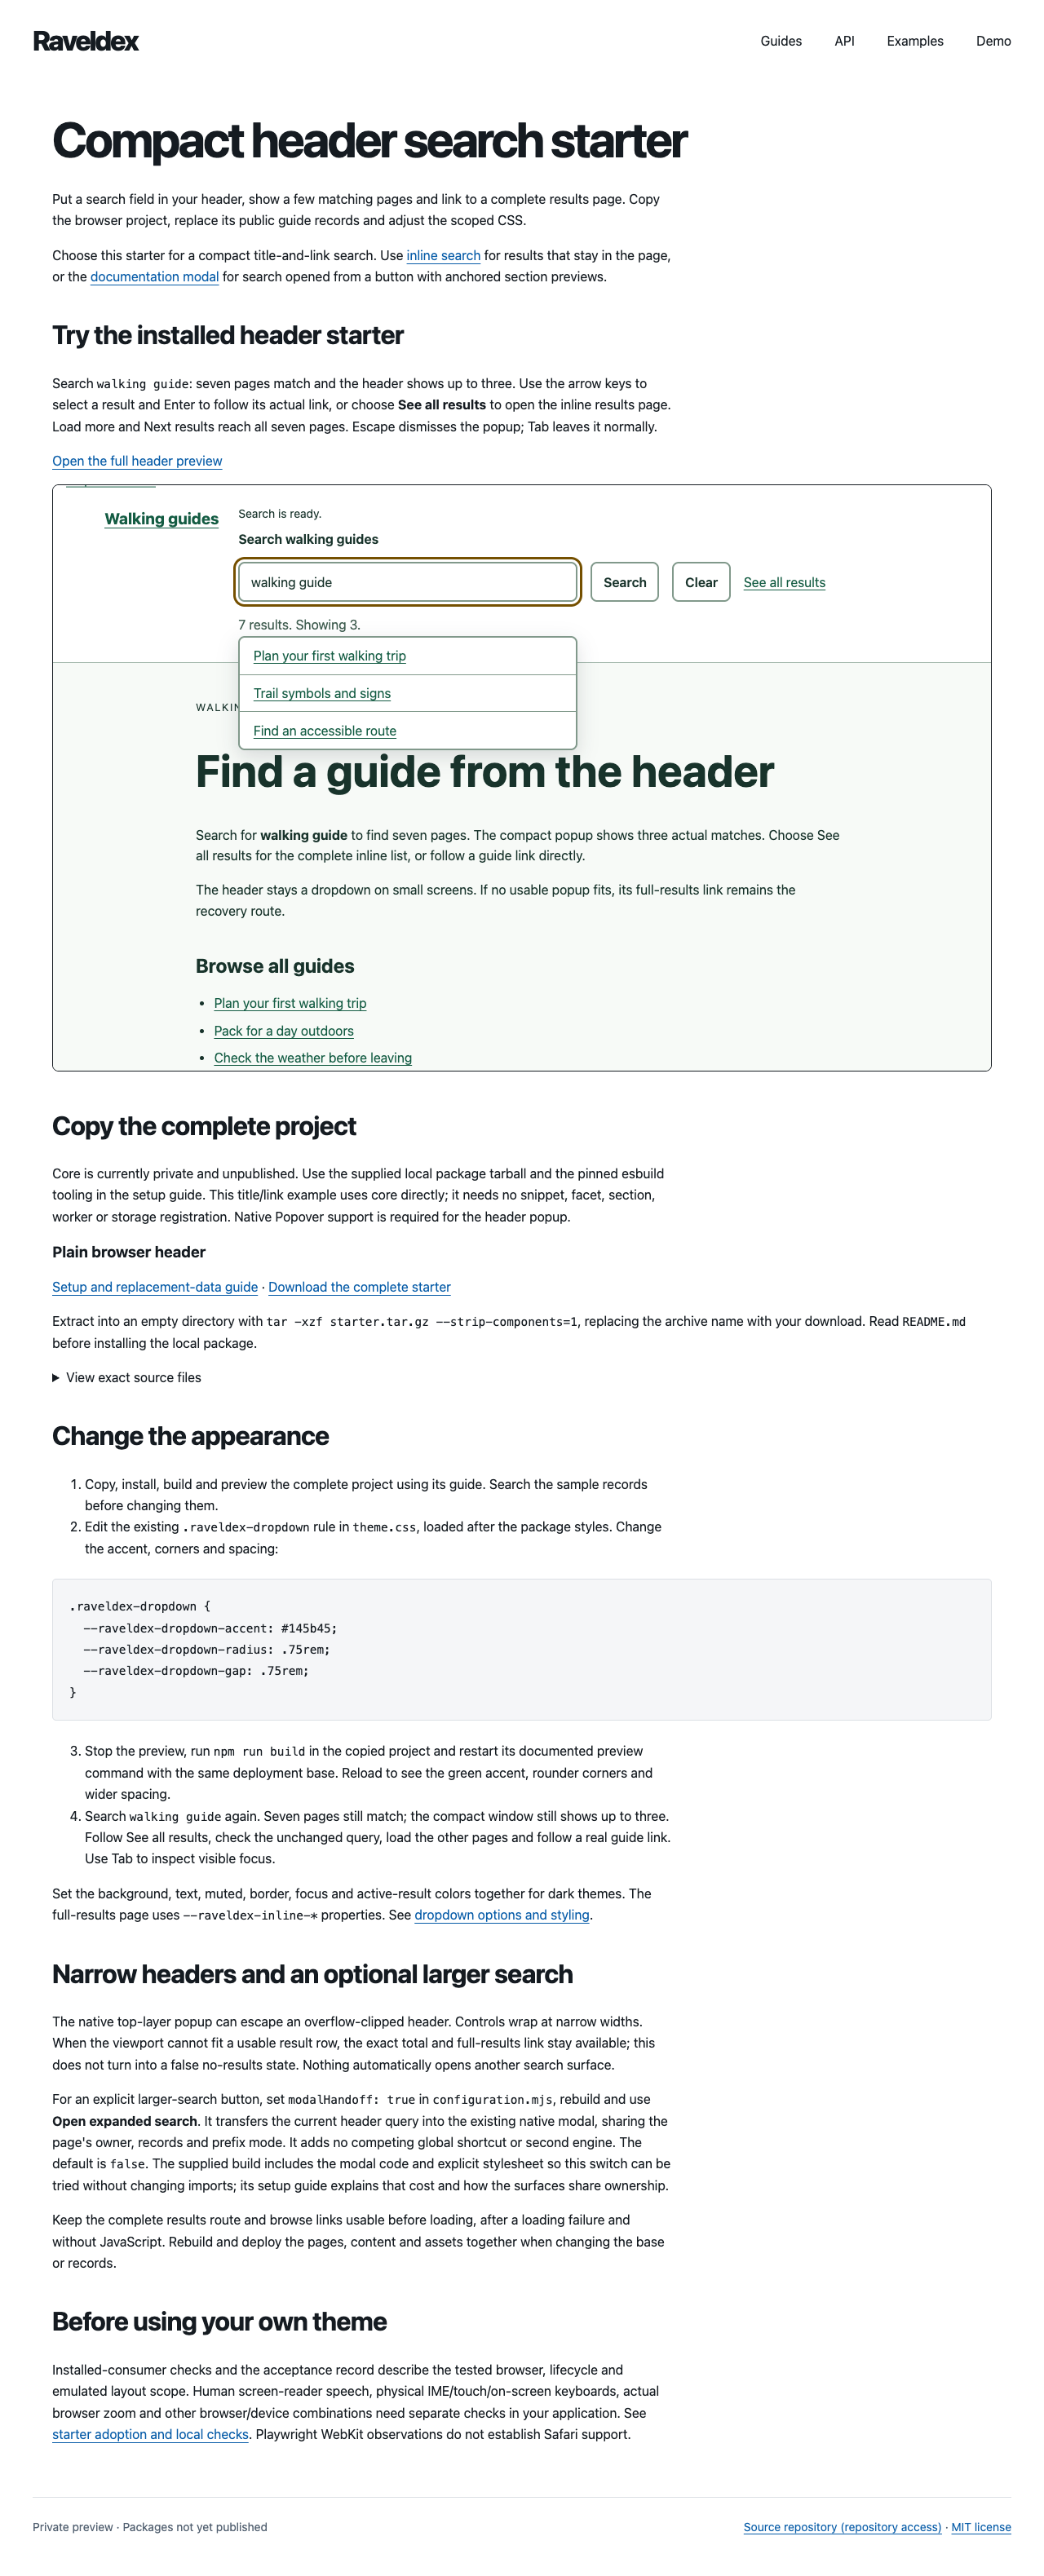 Raveldex
Guides API Examples Demo
Compact header search starter
Put a search field in your header, show a few matching pages and link to a complete results page. Copy
the browser project, replace its public guide records and adjust the scoped CSS.
Choose this starter for a compact title-and-link search. Use inline search for results that stay in the page,
or the documentation modal for search opened from a button with anchored section previews.
Try the installed header starter
Search walking guide: seven pages match and the header shows up to three. Use the arrow keys to
select a result and Enter to follow its actual link, or choose See all results to open the inline results page.
Load more and Next results reach all seven pages. Escape dismisses the popup; Tab leaves it normally.
Open the full header preview
Walking guides
Search is ready.
Search walking guides
walking guide
Search Clear See all results
7 results. Showing 3.
Plan your first walking trip
Trail symbols and signs
Find an accessible route
Find a guide from the header
Search for walking guide to find seven pages. The compact popup shows three actual matches. Choose See
all results for the complete inline list, or follow a guide link directly.
The header stays a dropdown on small screens. If no usable popup fits, its full-results link remains the
recovery route.
Browse all guides
• Plan your first walking trip
• Pack for a day outdoors
• Check the weather before leaving
Copy the complete project
Core is currently private and unpublished. Use the supplied local package tarball and the pinned esbuild
tooling in the setup guide. This title/link example uses core directly; it needs no snippet, facet, section,
worker or storage registration. Native Popover support is required for the header popup.
Plain browser header
Setup and replacement-data guide · Download the complete starter
Extract into an empty directory with tar -xzf starter.tar.gz --strip-components=1, replacing the archive name with your download. Read README.md
before installing the local package.
▶ View exact source files
Change the appearance
1. Copy, install, build and preview the complete project using its guide. Search the sample records
before changing them.
2. Edit the existing .raveldex-dropdown rule in theme.css, loaded after the package styles. Change
the accent, corners and spacing:
.raveldex-dropdown {
--raveldex-dropdown-accent: #145b45;
--raveldex-dropdown-radius: .75rem;
--raveldex-dropdown-gap: .75rem;
}
3. Stop the preview, run npm run build in the copied project and restart its documented preview
command with the same deployment base. Reload to see the green accent, rounder corners and
wider spacing.
4. Search walking guide again. Seven pages still match; the compact window still shows up to three.
Follow See all results, check the unchanged query, load the other pages and follow a real guide link.
Use Tab to inspect visible focus.
Set the background, text, muted, border, focus and active-result colors together for dark themes. The
full-results page uses --raveldex-inline-* properties. See dropdown options and styling.
Narrow headers and an optional larger search
The native top-layer popup can escape an overflow-clipped header. Controls wrap at narrow widths.
When the viewport cannot fit a usable result row, the exact total and full-results link stay available; this
does not turn into a false no-results state. Nothing automatically opens another search surface.
For an explicit larger-search button, set modalHandoff: true in configuration.mjs, rebuild and use
Open expanded search. It transfers the current header query into the existing native modal, sharing the
page's owner, records and prefix mode. It adds no competing global shortcut or second engine. The
default is false. The supplied build includes the modal code and explicit stylesheet so this switch can be
tried without changing imports; its setup guide explains that cost and how the surfaces share ownership.
Keep the complete results route and browse links usable before loading, after a loading failure and
without JavaScript. Rebuild and deploy the pages, content and assets together when changing the base
or records.
Before using your own theme
Installed-consumer checks and the acceptance record describe the tested browser, lifecycle and
emulated layout scope. Human screen-reader speech, physical IME/touch/on-screen keyboards, actual
browser zoom and other browser/device combinations need separate checks in your application. See
starter adoption and local checks. Playwright WebKit observations do not establish Safari support.
Private preview · Packages not yet published
Source repository (repository access) · MIT license